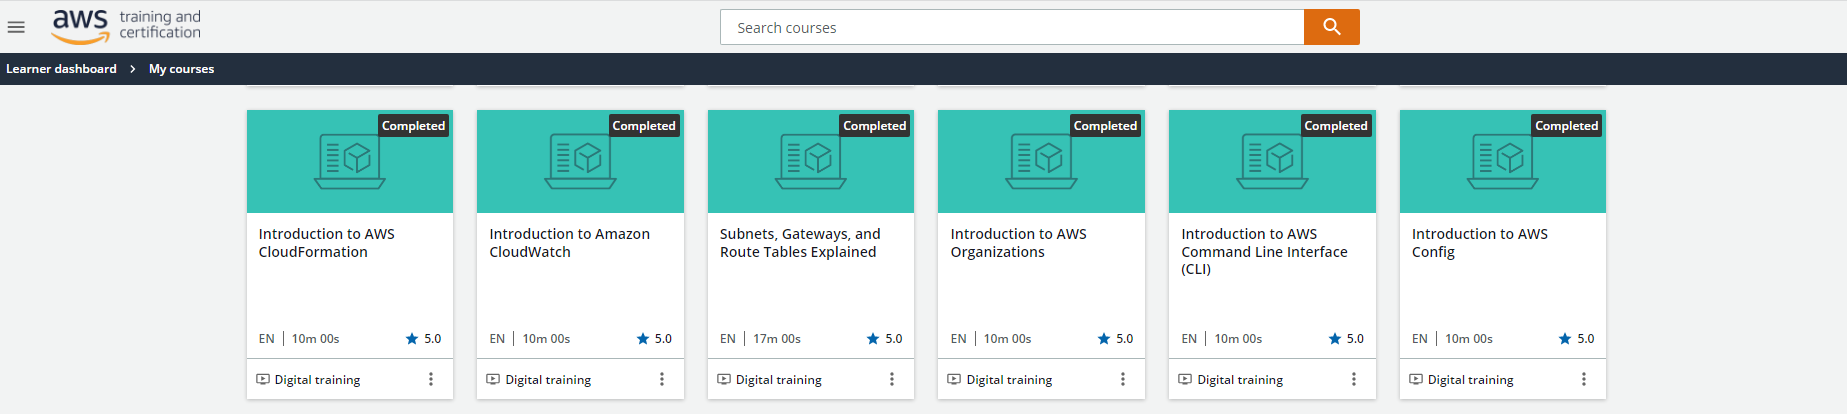 aws training and
certification
Search courses
Learner dashboard > My courses
Completed
Introduction to AWS
CloudFormation
EN | 10m 00s 5.0
Digital training
Completed
Introduction to Amazon
CloudWatch
EN | 10m 00s 5.0
Digital training
Completed
Subnets, Gateways, and
Route Tables Explained
EN | 17m 00s 5.0
Digital training
Completed
Introduction to AWS
Organizations
EN | 10m 00s 5.0
Digital training
Completed
Introduction to AWS
Command Line Interface
(CLI)
EN | 10m 00s 5.0
Digital training
Completed
Introduction to AWS
Config
EN | 10m 00s 5.0
Digital training